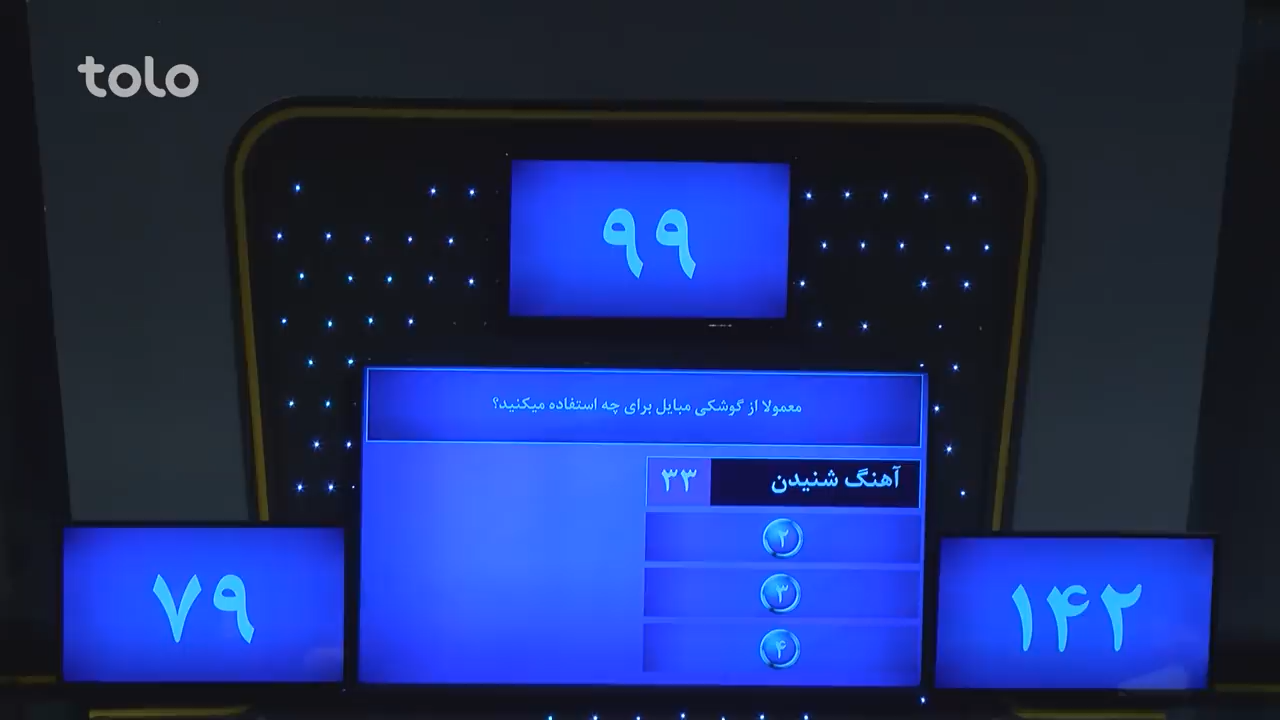 tolo
۹۹
معمولا از گوشکی مبایل برای چه استفاده میکنید؟
آهنگ شنیدن ۳۳
۲
۳
۴
۷۹
۱۴۲